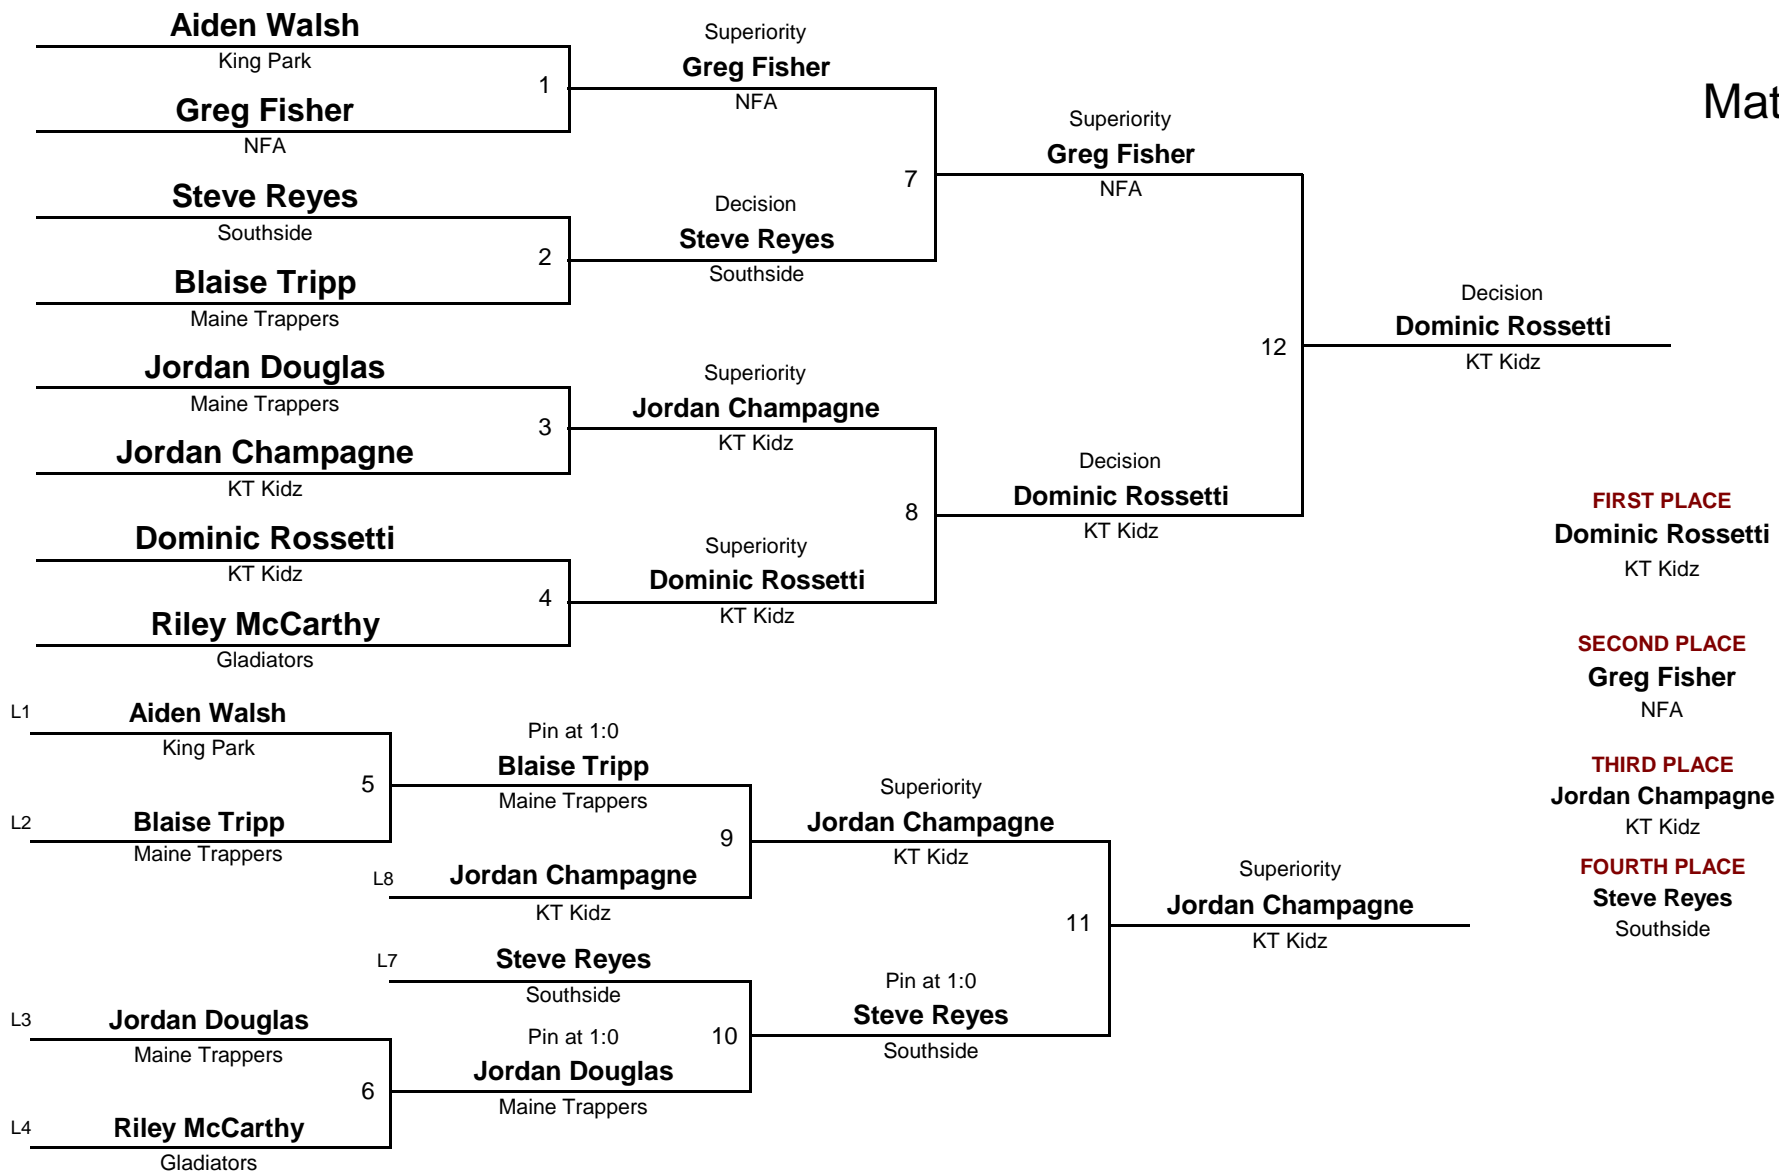 Aiden Walsh
King Park
1
Greg Fisher
NFA
Steve Reyes
Southside
2
Blaise Tripp
Maine Trappers
Jordan Douglas
Maine Trappers
3
Jordan Champagne
KT Kidz
Dominic Rossetti
KT Kidz
4
Riley McCarthy
Gladiators
Superiority
Greg Fisher
NFA
7
Decision
Steve Reyes
Southside
Superiority
Jordan Champagne
KT Kidz
8
Superiority
Dominic Rossetti
KT Kidz
Superiority
Greg Fisher
NFA
12
Decision
Dominic Rossetti
KT Kidz
Decision
Dominic Rossetti
KT Kidz
Mat
L1
Aiden Walsh
King Park
5
L2
Blaise Tripp
Maine Trappers
L3
Jordan Douglas
Maine Trappers
6
L4
Riley McCarthy
Gladiators
Pin at 1:0
Blaise Tripp
Maine Trappers
9
L8
Jordan Champagne
KT Kidz
L7
Steve Reyes
Southside
10
Pin at 1:0
Jordan Douglas
Maine Trappers
Superiority
Jordan Champagne
KT Kidz
11
Pin at 1:0
Steve Reyes
Southside
Superiority
Jordan Champagne
KT Kidz
FIRST PLACE
Dominic Rossetti
KT Kidz
SECOND PLACE
Greg Fisher
NFA
THIRD PLACE
Jordan Champagne
KT Kidz
FOURTH PLACE
Steve Reyes
Southside